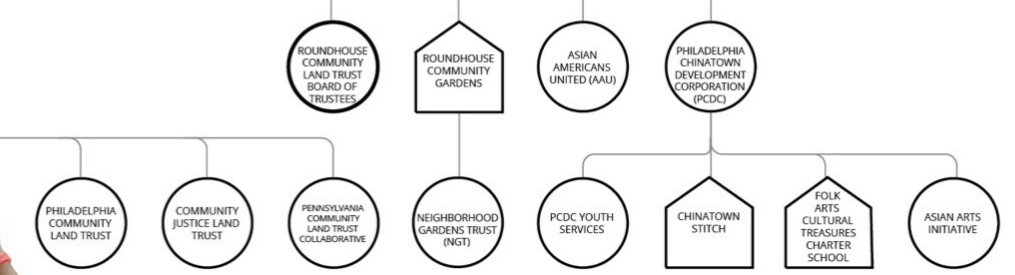 ROUNDHOUSE
COMMUNITY
LAND TRUST
BOARD OF
TRUSTEES
ROUNDHOUSE
COMMUNITY
GARDENS
ASIAN
AMERICANS
UNITED (AAU)
PHILADELPHIA
CHINATOWN
DEVELOPMENT
CORPORATION
(PCDC)
PHILADELPHIA
COMMUNITY
LAND TRUST
COMMUNITY
JUSTICE LAND
TRUST
PENNSYLVANIA
COMMUNITY
LAND TRUST
COLLABORATIVE
NEIGHBORHOOD
GARDENS TRUST
(NGT)
PCDC YOUTH
SERVICES
CHINATOWN
STITCH
FOLK
ARTS
CULTURAL
TREASURES
CHARTER
SCHOOL
ASIAN ARTS
INITIATIVE